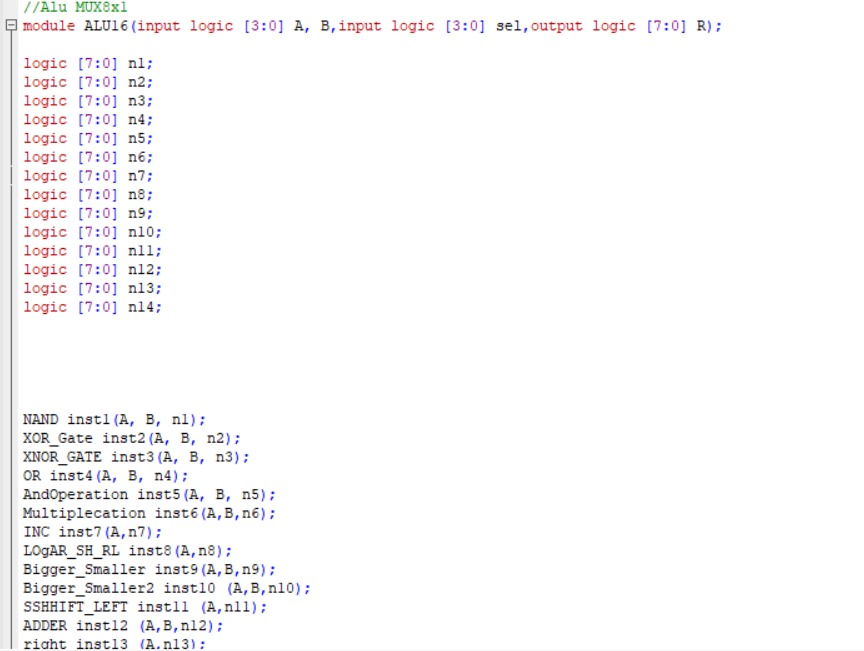 //Alu MUX8x1
module ALU16(input logic [3:0] A, B,input logic [3:0] sel,output logic [7:0] R);
logic [7:0] n1;
logic [7:0] n2;
logic [7:0] n3;
logic [7:0] n4;
logic [7:0] n5;
logic [7:0] n6;
logic [7:0] n7;
logic [7:0] n8;
logic [7:0] n9;
logic [7:0] n10;
logic [7:0] n11;
logic [7:0] n12;
logic [7:0] n13;
logic [7:0] n14;
NAND inst1(A, B, n1);
XOR_Gate inst2(A, B, n2);
XNOR_GATE inst3(A, B, n3);
OR inst4(A, B, n4);
AndOperation inst5(A, B, n5);
Multiplecation inst6(A,B,n6);
INC inst7(A,n7);
LOgAR_SH_RL inst8(A,n8);
Bigger_Smaller inst9(A,B,n9);
Bigger_Smaller2 inst10 (A,B,n10);
SSHHIFT_LEFT inst11 (A,n11);
ADDER inst12 (A,B,n12);
right inst13 (A,n13);